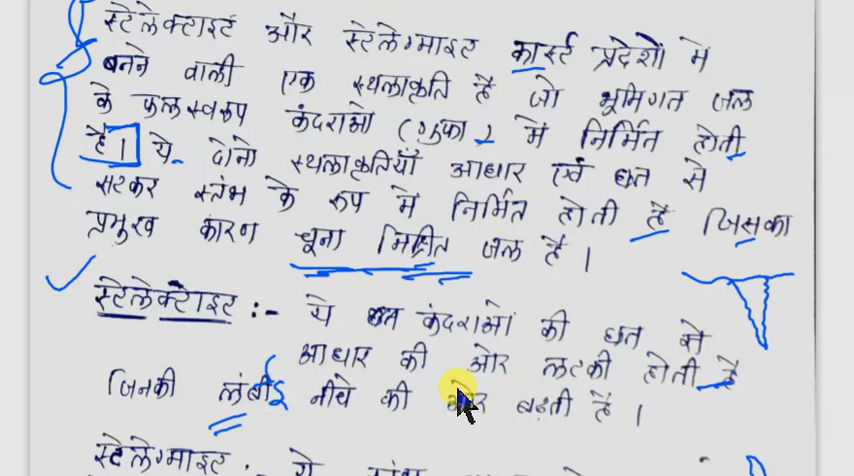 स्टेलेक्टाइट और स्टेलेग्माइट कार्स्ट प्रदेशों में
बनने वाली एक स्थलाकृति है जो भूमिगत जल
के फलस्वरूप कंदराओ (गुफा) में निर्मित होती
है। ये दोनो स्थलाकृतियाँ आधार एवं छत से
सटकर स्तंभ के रूप में निर्मित होती है जिसका
प्रमुख कारण चूना मिश्रित जल है।
स्टेलेक्टाइट :- ये कंदराओं की छत से
आधार की ओर लटकी होती है
जिनकी लंबाई नीचे की ओर बढ़ती है।
स्टेलेग्माइट :- ये